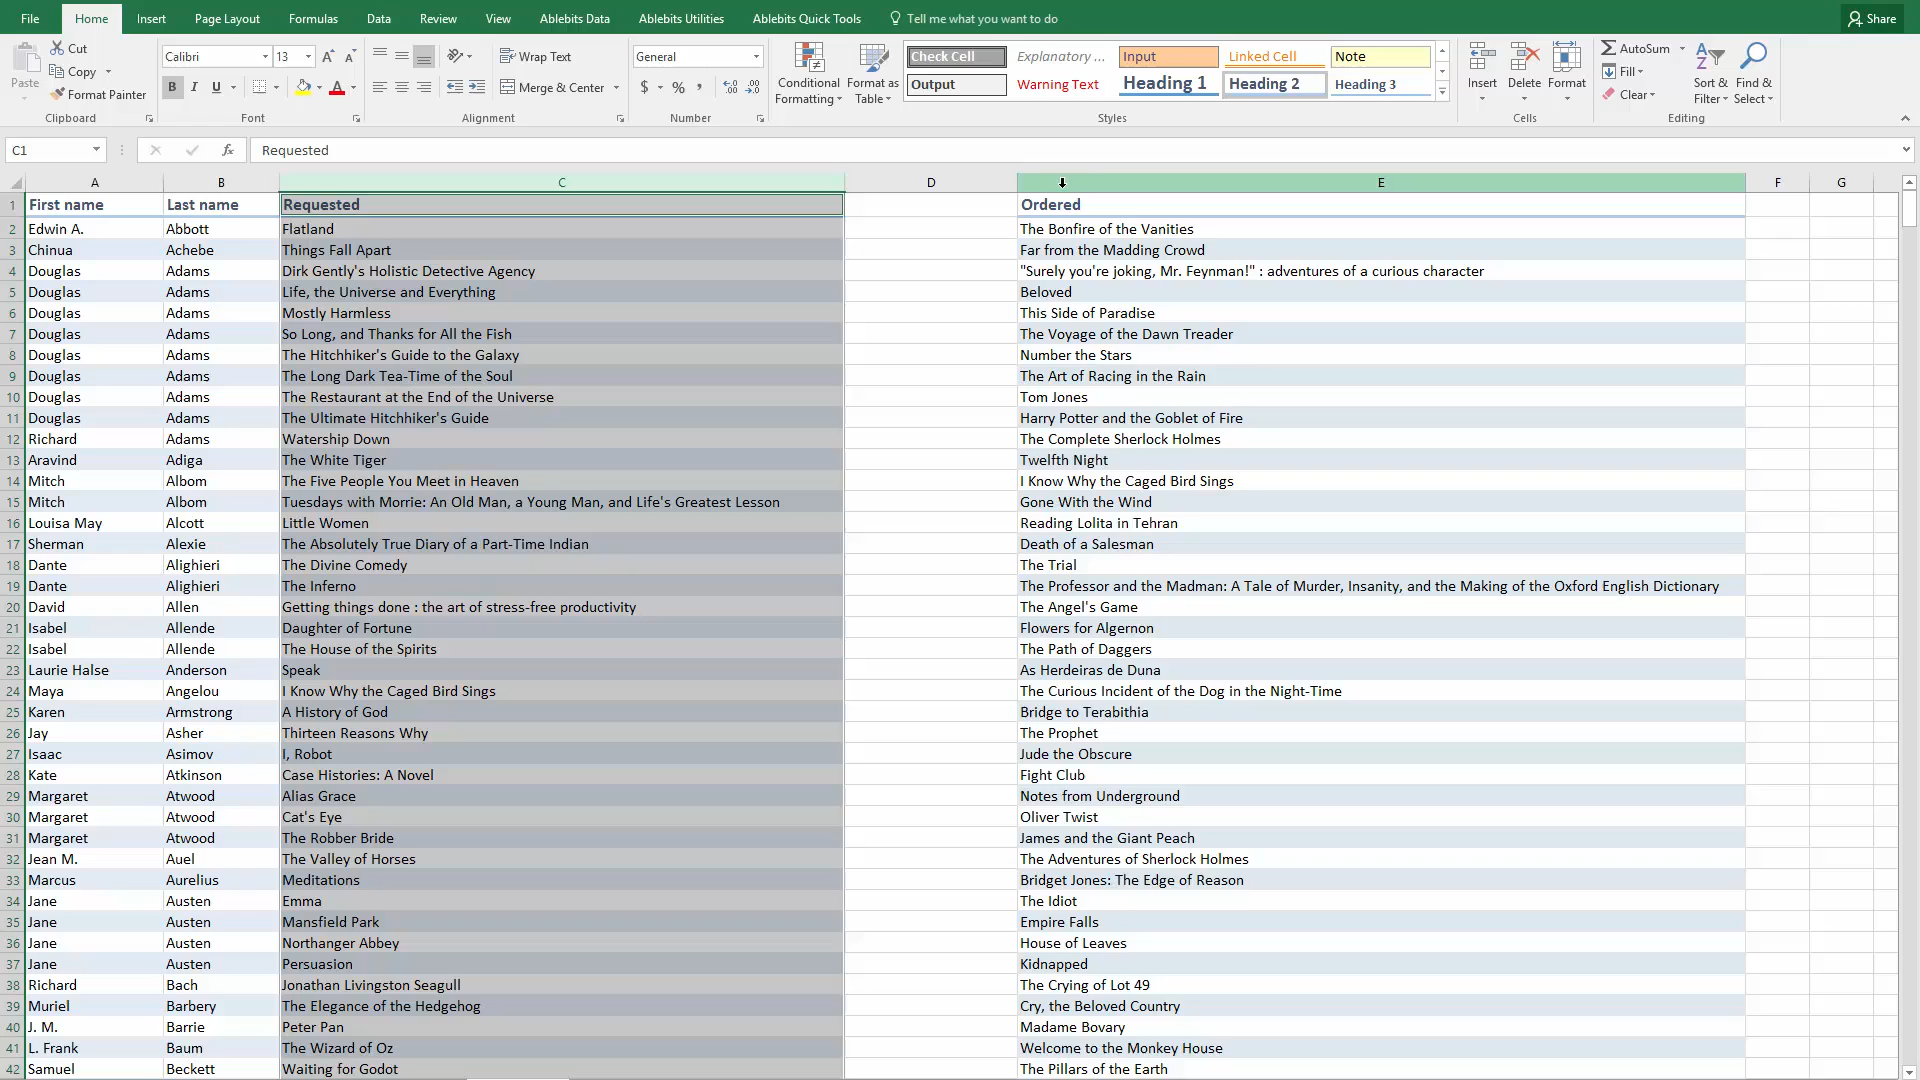 File Home Insert Page Layout Formulas Data Review View Ablebits Data Ablebits Utilities Ablebits Quick Tools Tell me what you want to do Share
Paste Cut Copy Format Painter Clipboard
Calibri 13 A A B I U A Font
Wrap Text Merge & Center Alignment
General $ % , Number
Conditional Formatting Format as Table
Check Cell Explanatory ... Input Linked Cell Note
Output Warning Text Heading 1 Heading 2 Heading 3
Styles
Insert Delete Format Cells
AutoSum Fill Clear Sort & Filter Find & Select Editing
C1 fx Requested
A B C D E F G
1 First name Last name Requested Ordered
2 Edwin A. Abbott Flatland The Bonfire of the Vanities
3 Chinua Achebe Things Fall Apart Far from the Madding Crowd
4 Douglas Adams Dirk Gently's Holistic Detective Agency "Surely you're joking, Mr. Feynman!" : adventures of a curious character
5 Douglas Adams Life, the Universe and Everything Beloved
6 Douglas Adams Mostly Harmless This Side of Paradise
7 Douglas Adams So Long, and Thanks for All the Fish The Voyage of the Dawn Treader
8 Douglas Adams The Hitchhiker's Guide to the Galaxy Number the Stars
9 Douglas Adams The Long Dark Tea-Time of the Soul The Art of Racing in the Rain
10 Douglas Adams The Restaurant at the End of the Universe Tom Jones
11 Douglas Adams The Ultimate Hitchhiker's Guide Harry Potter and the Goblet of Fire
12 Richard Adams Watership Down The Complete Sherlock Holmes
13 Aravind Adiga The White Tiger Twelfth Night
14 Mitch Albom The Five People You Meet in Heaven I Know Why the Caged Bird Sings
15 Mitch Albom Tuesdays with Morrie: An Old Man, a Young Man, and Life's Greatest Lesson Gone With the Wind
16 Louisa May Alcott Little Women Reading Lolita in Tehran
17 Sherman Alexie The Absolutely True Diary of a Part-Time Indian Death of a Salesman
18 Dante Alighieri The Divine Comedy The Trial
19 Dante Alighieri The Inferno The Professor and the Madman: A Tale of Murder, Insanity, and the Making of the Oxford English Dictionary
20 David Allen Getting things done : the art of stress-free productivity The Angel's Game
21 Isabel Allende Daughter of Fortune Flowers for Algernon
22 Isabel Allende The House of the Spirits The Path of Daggers
23 Laurie Halse Anderson Speak As Herdeiras de Duna
24 Maya Angelou I Know Why the Caged Bird Sings The Curious Incident of the Dog in the Night-Time
25 Karen Armstrong A History of God Bridge to Terabithia
26 Jay Asher Thirteen Reasons Why The Prophet
27 Isaac Asimov I, Robot Jude the Obscure
28 Kate Atkinson Case Histories: A Novel Fight Club
29 Margaret Atwood Alias Grace Notes from Underground
30 Margaret Atwood Cat's Eye Oliver Twist
31 Margaret Atwood The Robber Bride James and the Giant Peach
32 Jean M. Auel The Valley of Horses The Adventures of Sherlock Holmes
33 Marcus Aurelius Meditations Bridget Jones: The Edge of Reason
34 Jane Austen Emma The Idiot
35 Jane Austen Mansfield Park Empire Falls
36 Jane Austen Northanger Abbey House of Leaves
37 Jane Austen Persuasion Kidnapped
38 Richard Bach Jonathan Livingston Seagull The Crying of Lot 49
39 Muriel Barbery The Elegance of the Hedgehog Cry, the Beloved Country
40 J. M. Barrie Peter Pan Madame Bovary
41 L. Frank Baum The Wizard of Oz Welcome to the Monkey House
42 Samuel Beckett Waiting for Godot The Pillars of the Earth